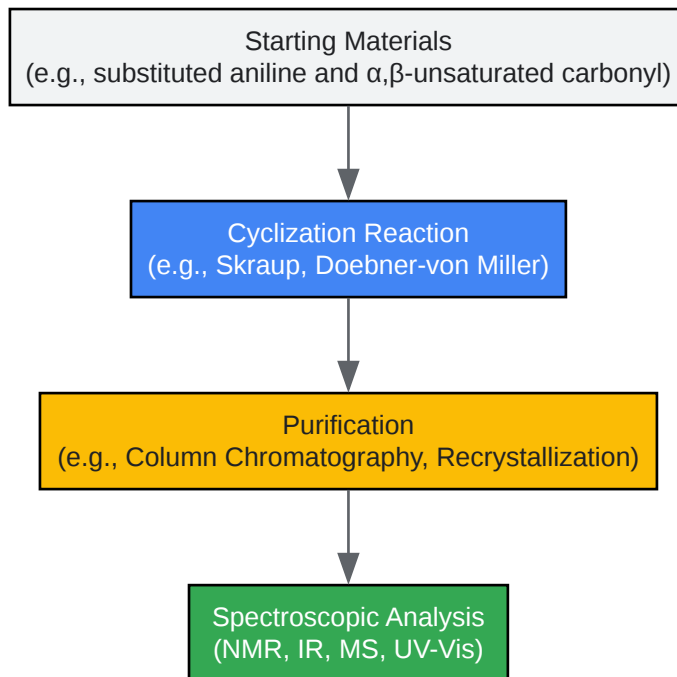 Starting Materials
(e.g., substituted aniline and α,β-unsaturated carbonyl)
Cyclization Reaction
(e.g., Skraup, Doebner-von Miller)
Purification
(e.g., Column Chromatography, Recrystallization)
Spectroscopic Analysis
(NMR, IR, MS, UV-Vis)